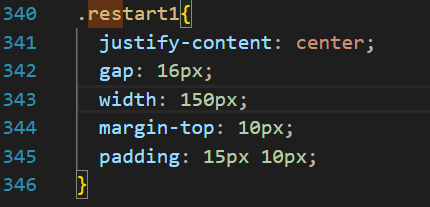 340 .restart1{
341 justify-content: center;
342 gap: 16px;
343 width: 150px;
344 margin-top: 10px;
345 padding: 15px 10px;
346 }